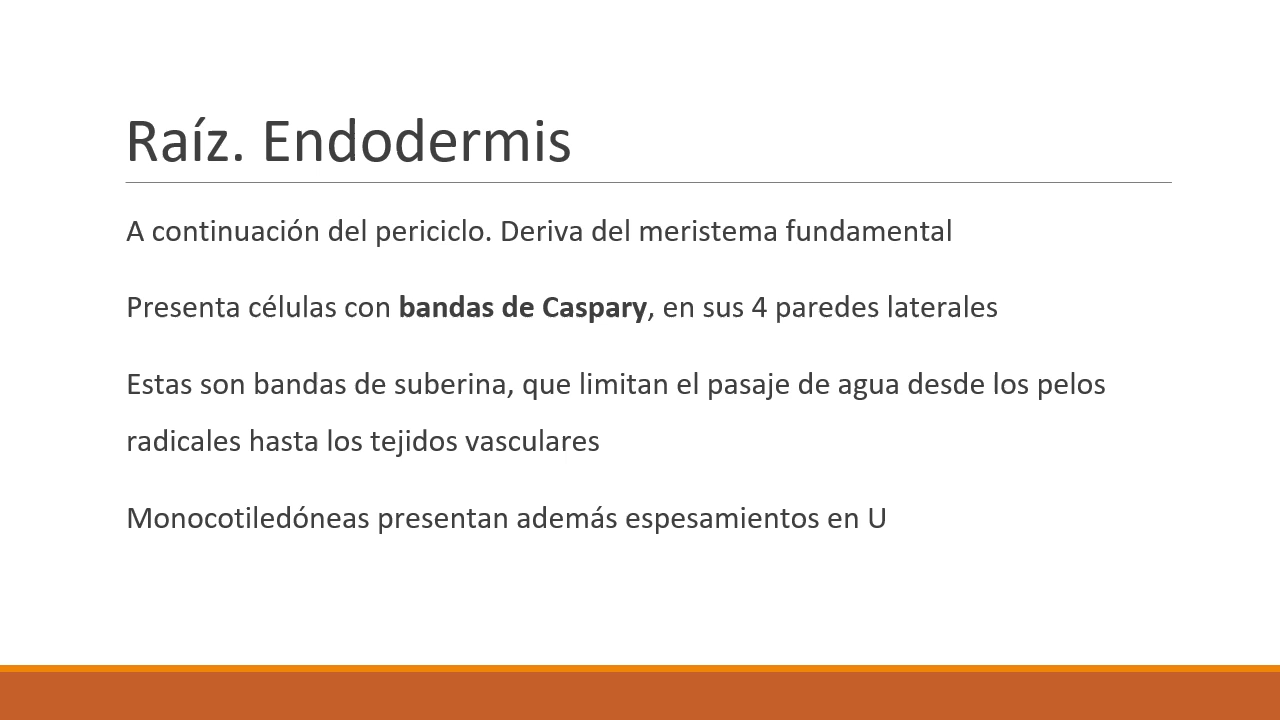 Raíz. Endodermis
A continuación del periciclo. Deriva del meristema fundamental
Presenta células con bandas de Caspary, en sus 4 paredes laterales
Estas son bandas de suberina, que limitan el pasaje de agua desde los pelos
radicales hasta los tejidos vasculares
Monocotiledóneas presentan además espesamientos en U